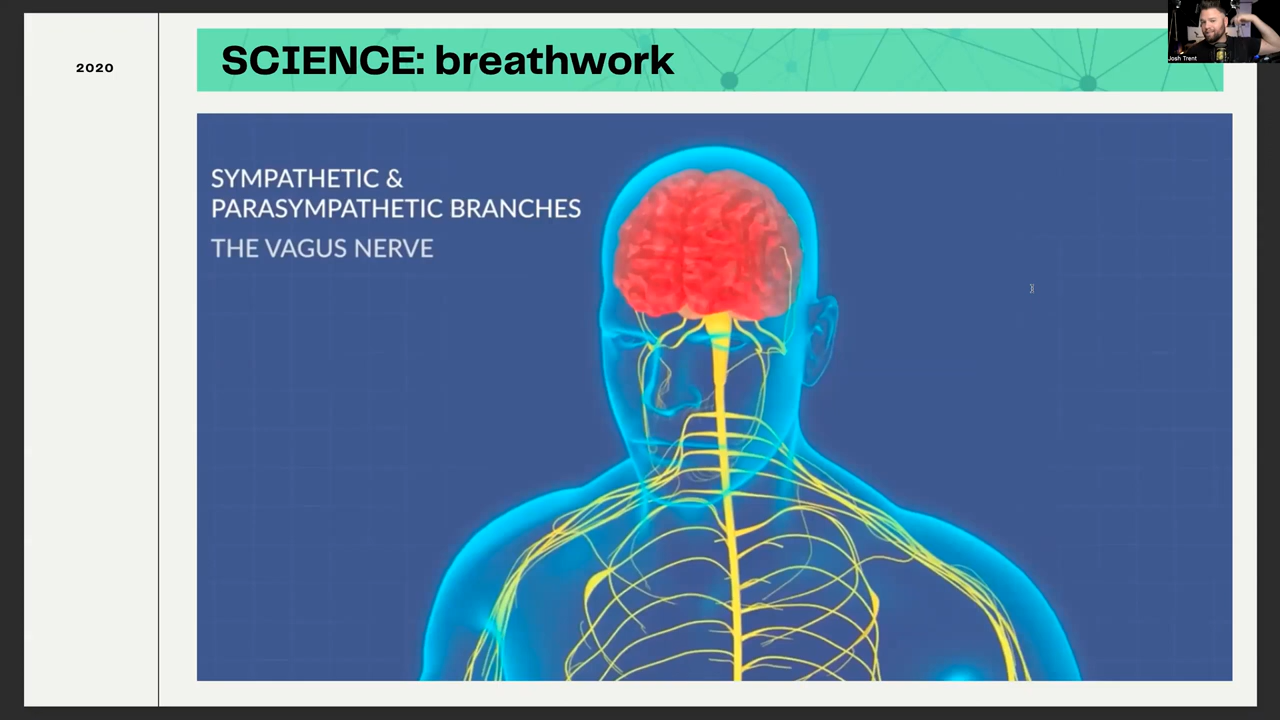 2020
SCIENCE: breathwork
Josh Trent
SYMPATHETIC &
PARASYMPATHETIC BRANCHES
THE VAGUS NERVE